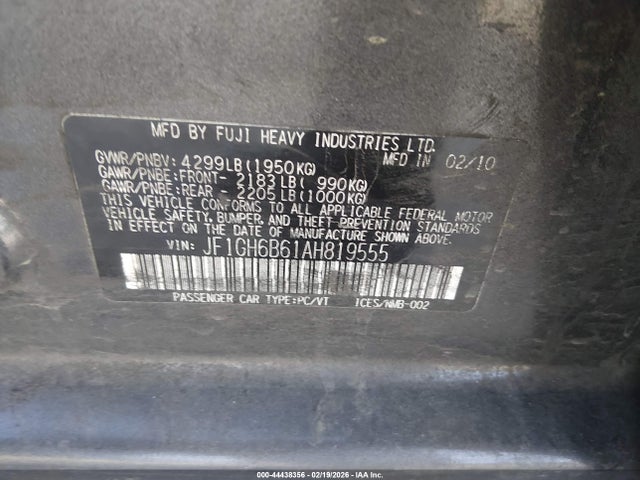 MFD BY FUJI HEAVY INDUSTRIES LTD.
GVWR/PNBV: 4299LB(1950KG) MFD IN 02/10
GAWR/PNBE:FRONT- 2183LB( 990KG)
GAWR/PNBE:REAR - 2205LB(1000KG)
THIS VEHICLE CONFORMS TO ALL APPLICABLE FEDERAL MOTOR
VEHICLE SAFETY, BUMPER, AND THEFT PREVENTION STANDARDS
IN EFFECT ON THE DATE OF MANUFACTURE SHOWN ABOVE.
VIN: JF1GH6B61AH819555
PASSENGER CAR TYPE:PC/VT ICES/NMB-002
000-44438356 - 02/19/2026 - IAA Inc.